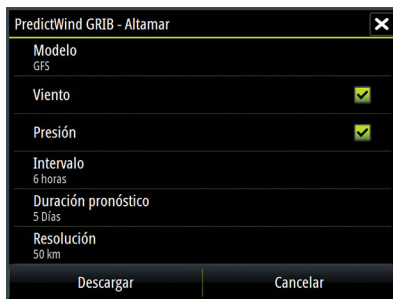 PredictWind GRIB - Altamar
Modelo
GFS
Viento
Presión
Intervalo
6 horas
Duración pronóstico
5 Días
Resolución
50 km
Descargar
Cancelar